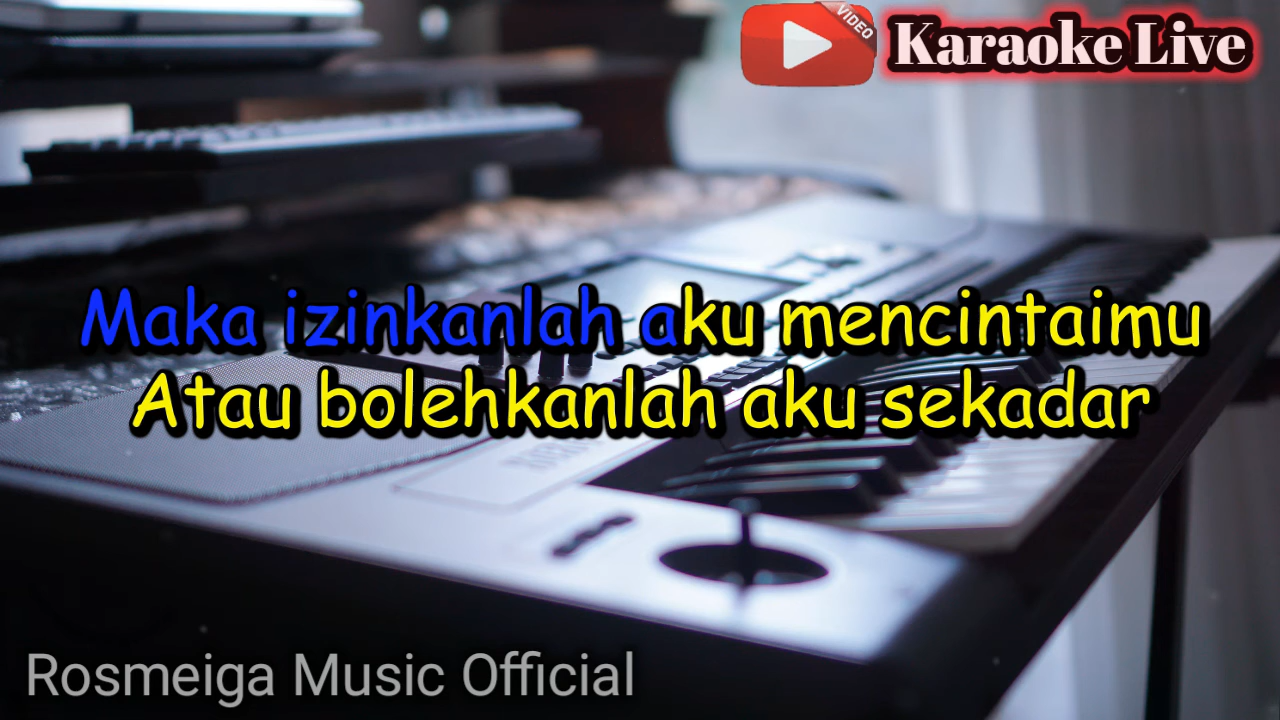 VIDEO
Karaoke Live
Maka izinkanlah aku mencintaimu
Atau bolehkanlah aku sekadar
Rosmeiga Music Official